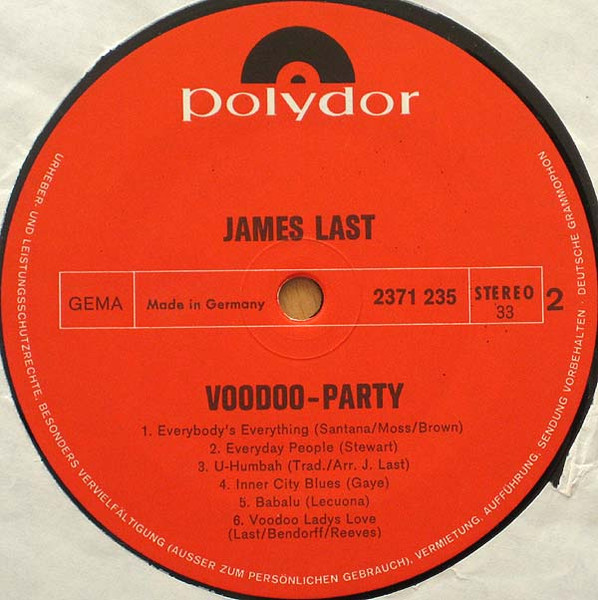 polydor
JAMES LAST
GEMA
Made in Germany
2371 235
STEREO
33
2
VOODOO-PARTY
1. Everybody's Everything (Santana/Moss/Brown)
2. Everyday People (Stewart)
3. U-Humbah (Trad./Arr. J. Last)
4. Inner City Blues (Gaye)
5. Babalu (Lecuona)
6. Voodoo Ladys Love
(Last/Bendorff/Reeves)
URHEBER- UND LEISTUNGSSCHUTZRECHTE, BESONDERS VERVIELFÄLTIGUNG (AUSSER ZUM PERSÖNLICHEN GEBRAUCH), VERMIETUNG, AUFFÜHRUNG, SENDUNG VORBEHALTEN · DEUTSCHE GRAMMOPHON